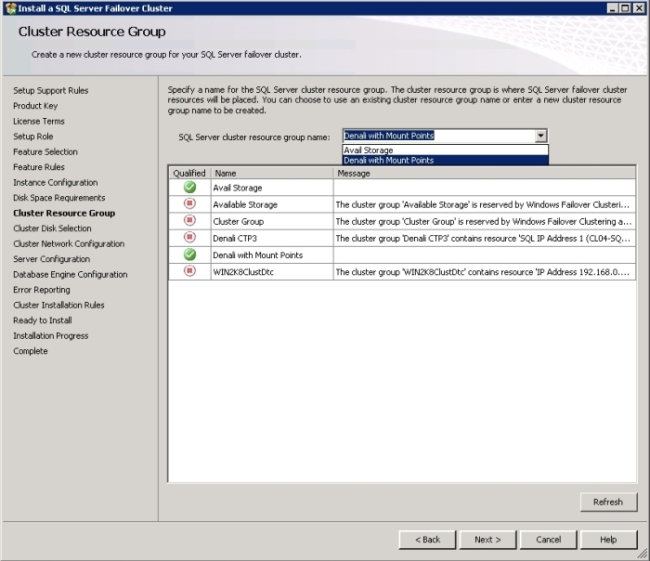 Install a SQL Server Failover Cluster
Cluster Resource Group
Create a new cluster resource group for your SQL Server failover cluster.
Setup Support Rules
Product Key
License Terms
Setup Role
Feature Selection
Feature Rules
Instance Configuration
Disk Space Requirements
Cluster Resource Group
Cluster Disk Selection
Cluster Network Configuration
Server Configuration
Database Engine Configuration
Error Reporting
Cluster Installation Rules
Ready to Install
Installation Progress
Complete
Specify a name for the SQL Server cluster resource group. The cluster resource group is where SQL Server failover cluster
resources will be placed. You can choose to use an existing cluster resource group name or enter a new cluster resource
group name to be created.
SQL Server cluster resource group name: Denali with Mount Points
Avail Storage
Denali with Mount Points
Qualified Name Message
Avail Storage
Available Storage The cluster group 'Available Storage' is reserved by Windows Failover Clusteri...
Cluster Group The cluster group 'Cluster Group' is reserved by Windows Failover Clustering a...
Denali CTP3 The cluster group 'Denali CTP3' contains resource 'SQL IP Address 1 (CL04-SQ...
Denali with Mount Points
WIN2K8ClustDtc The cluster group 'WIN2K8ClustDtc' contains resource 'IP Address 192.168.0....
Refresh
< Back Next > Cancel Help